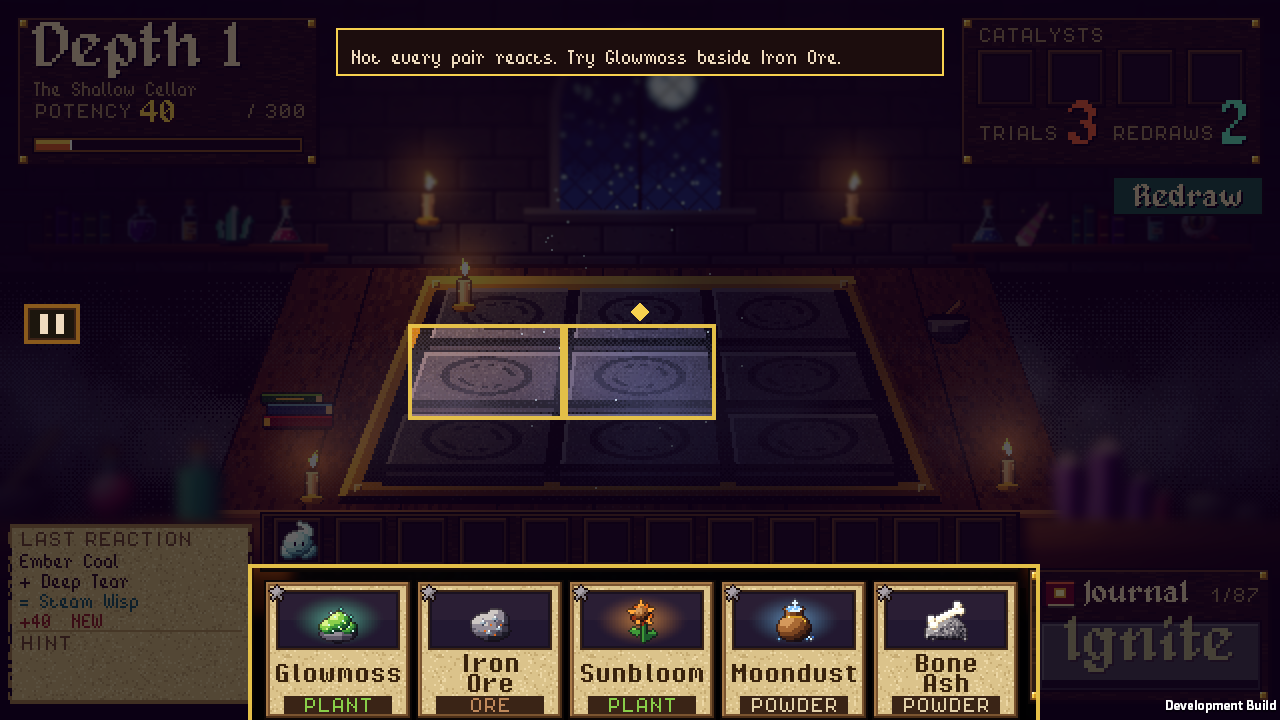 Depth 1
The Shallow Cellar
POTENCY 40 / 300
Not every pair reacts. Try Glowmoss beside Iron Ore.
CATALYSTS
TRIALS 3 REDRAWS 2
Redraw
LAST REACTION
Ember Coal
+ Deep Tear
= Steam Wisp
+40 NEW
HINT
Glowmoss
PLANT
Iron
Ore
ORE
Sunbloom
PLANT
Moondust
POWDER
Bone
Ash
POWDER
Journal 1/87
Ignite
Development Build